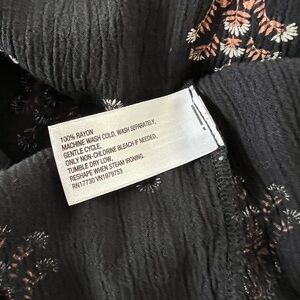 100% RAYON
MACHINE WASH COLD, WASH SEPARATELY,
GENTLE CYCLE.
ONLY NON-CHLORINE BLEACH IF NEEDED.
TUMBLE DRY LOW.
RESHAPE WHEN STEAM IRONING.
RN17730 VN1979753